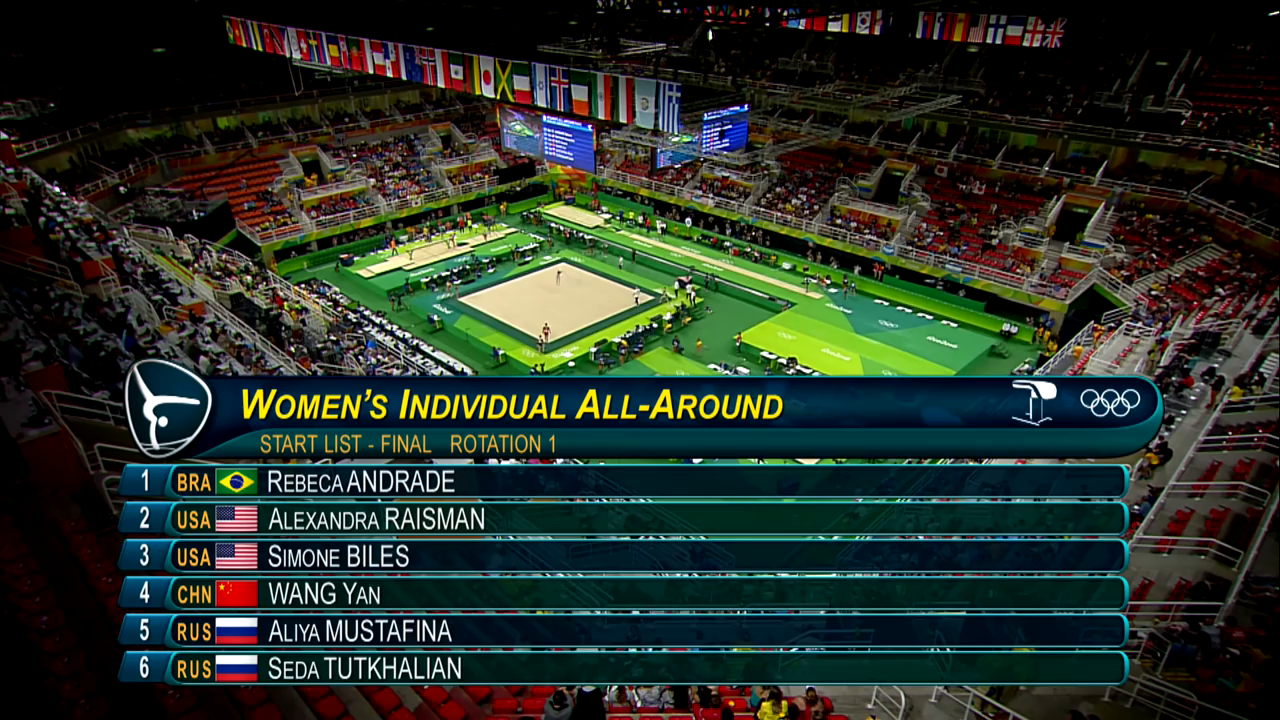 WOMEN'S INDIVIDUAL ALL-AROUND
START LIST - FINAL ROTATION 1
1 BRA REBECA ANDRADE
2 USA ALEXANDRA RAISMAN
3 USA SIMONE BILES
4 CHN WANG YAN
5 RUS ALIYA MUSTAFINA
6 RUS SEDA TUTKHALIAN